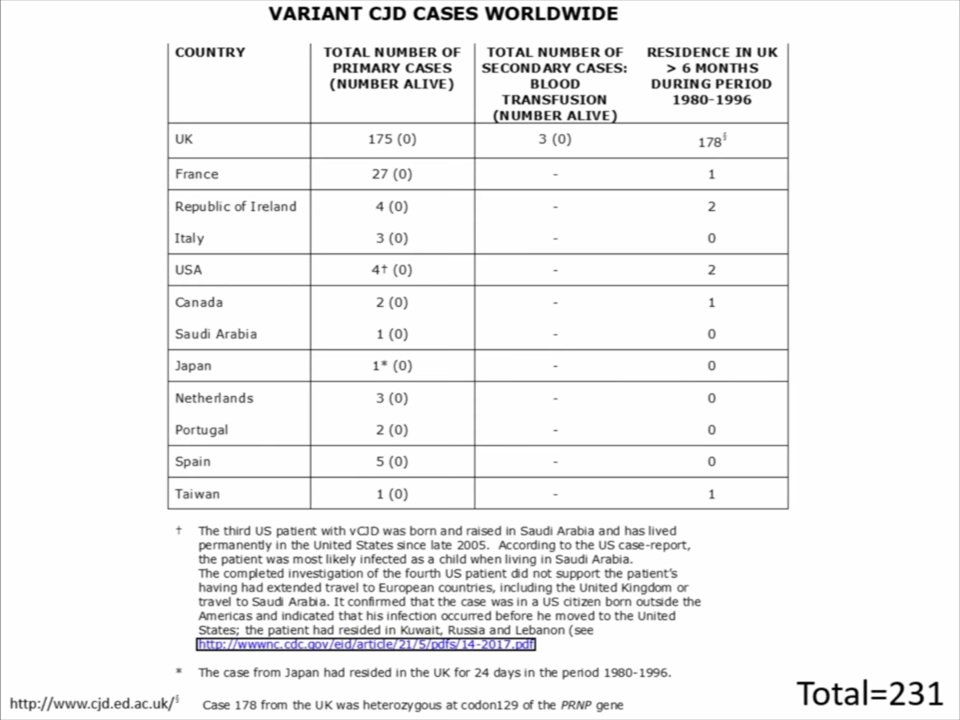 VARIANT CJD CASES WORLDWIDE
COUNTRY TOTAL NUMBER OF PRIMARY CASES (NUMBER ALIVE) TOTAL NUMBER OF SECONDARY CASES: BLOOD TRANSFUSION (NUMBER ALIVE) RESIDENCE IN UK > 6 MONTHS DURING PERIOD 1980-1996
UK 175 (0) 3 (0) 178§
France 27 (0) - 1
Republic of Ireland 4 (0) - 2
Italy 3 (0) - 0
USA 4† (0) - 2
Canada 2 (0) - 1
Saudi Arabia 1 (0) - 0
Japan 1* (0) - 0
Netherlands 3 (0) - 0
Portugal 2 (0) - 0
Spain 5 (0) - 0
Taiwan 1 (0) - 1
† The third US patient with vCJD was born and raised in Saudi Arabia and has lived
permanently in the United States since late 2005. According to the US case-report,
the patient was most likely infected as a child when living in Saudi Arabia.
The completed investigation of the fourth US patient did not support the patient's
having had extended travel to European countries, including the United Kingdom or
travel to Saudi Arabia. It confirmed that the case was in a US citizen born outside the
Americas and indicated that his infection occurred before he moved to the United
States; the patient had resided in Kuwait, Russia and Lebanon (see
http://wwwnc.cdc.gov/eid/article/21/5/pdfs/14-2017.pdf
* The case from Japan had resided in the UK for 24 days in the period 1980-1996.
http://www.cjd.ed.ac.uk/ § Case 178 from the UK was heterozygous at codon129 of the PRNP gene
Total=231